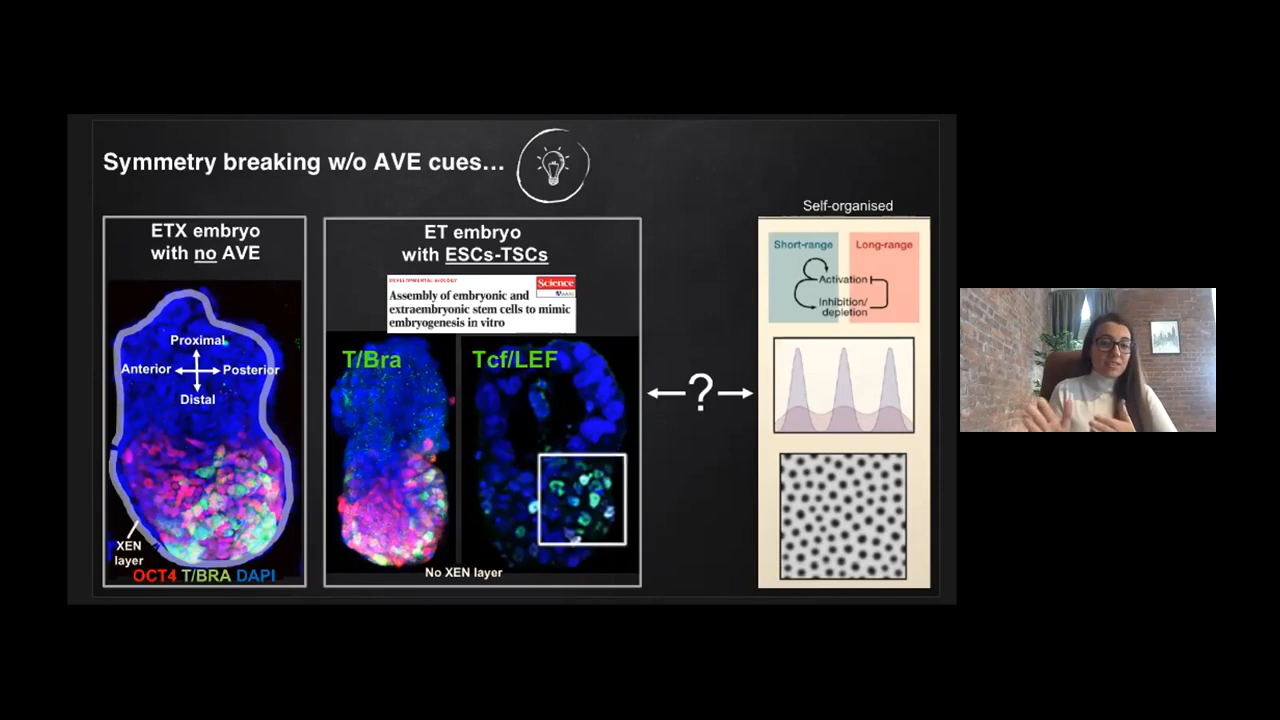 Symmetry breaking w/o AVE cues…
ETX embryo
with no AVE
Proximal
Anterior
Posterior
Distal
XEN
layer
OCT4 T/BRA DAPI
ET embryo
with ESCs-TSCs
DEVELOPMENTAL BIOLOGY
Science
AAAS
Assembly of embryonic and
extraembryonic stem cells to mimic
embryogenesis in vitro
T/Bra
Tcf/LEF
No XEN layer
?
Self-organised
Short-range
Long-range
Activation
Inhibition/
depletion